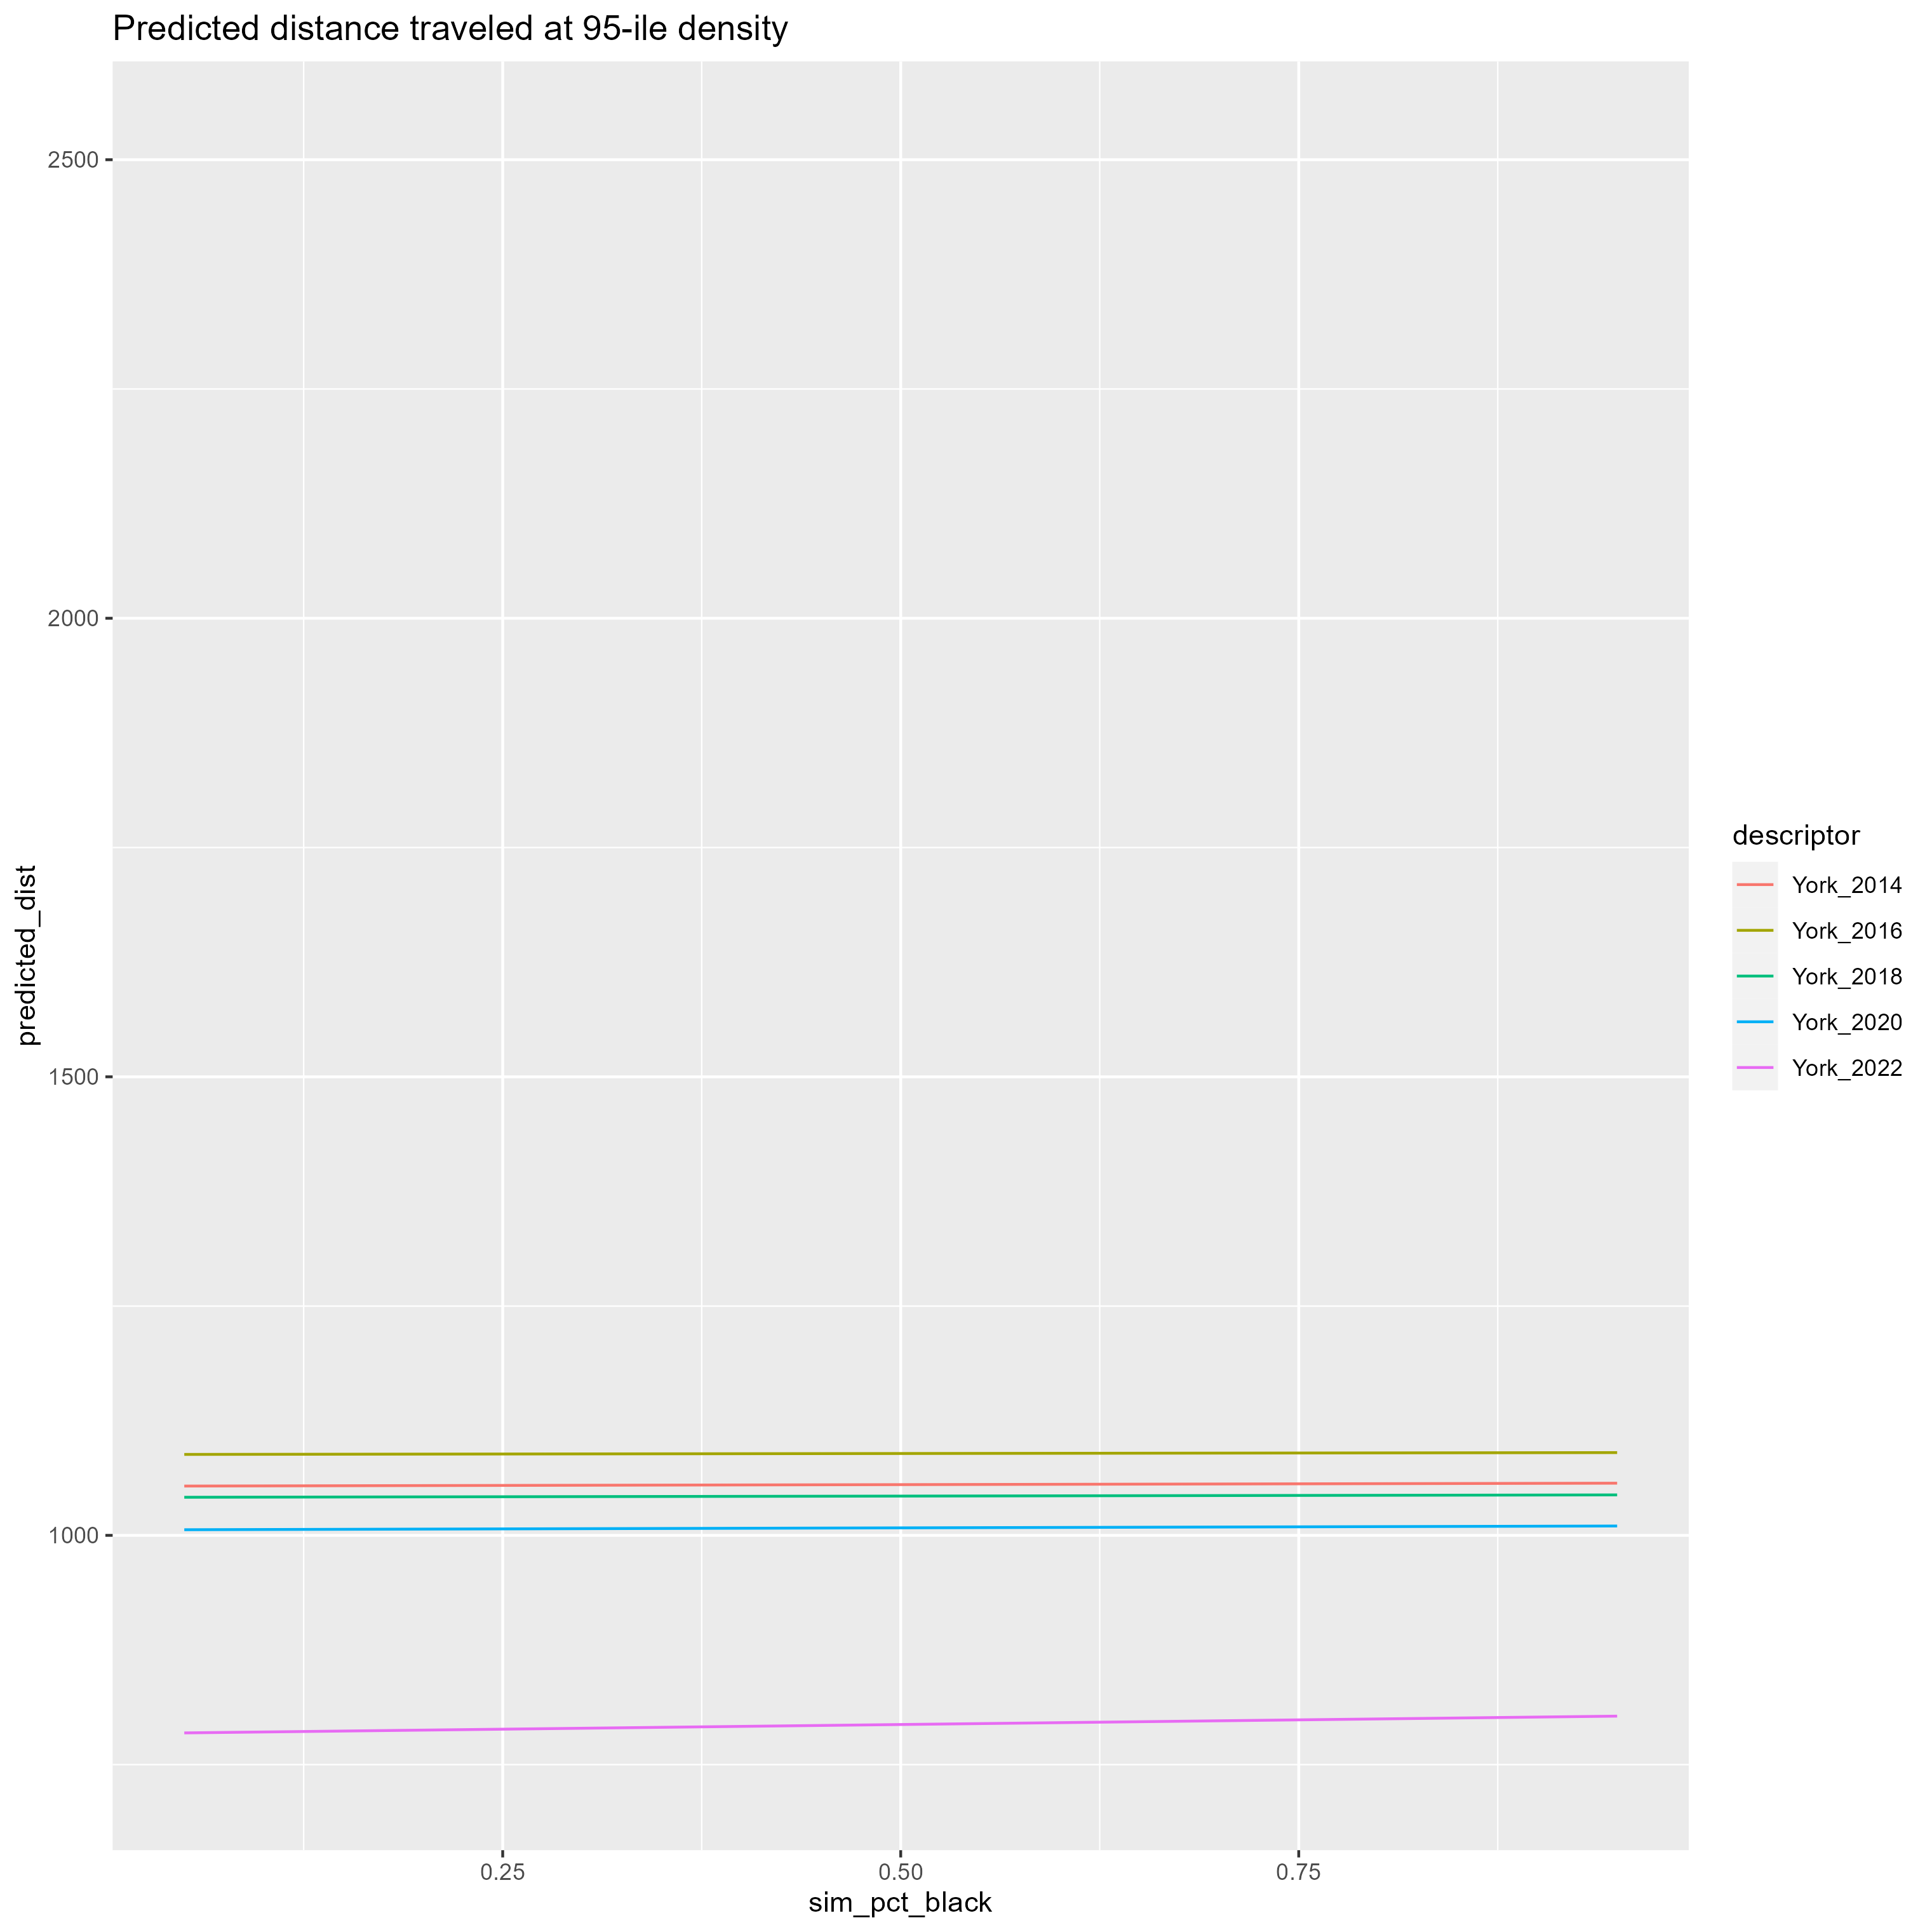 Predicted distance traveled at 95-ile density
2500
2000
1500
1000
predicted_dist
0.25
0.50
0.75
sim_pct_black
descriptor
York_2014
York_2016
York_2018
York_2020
York_2022